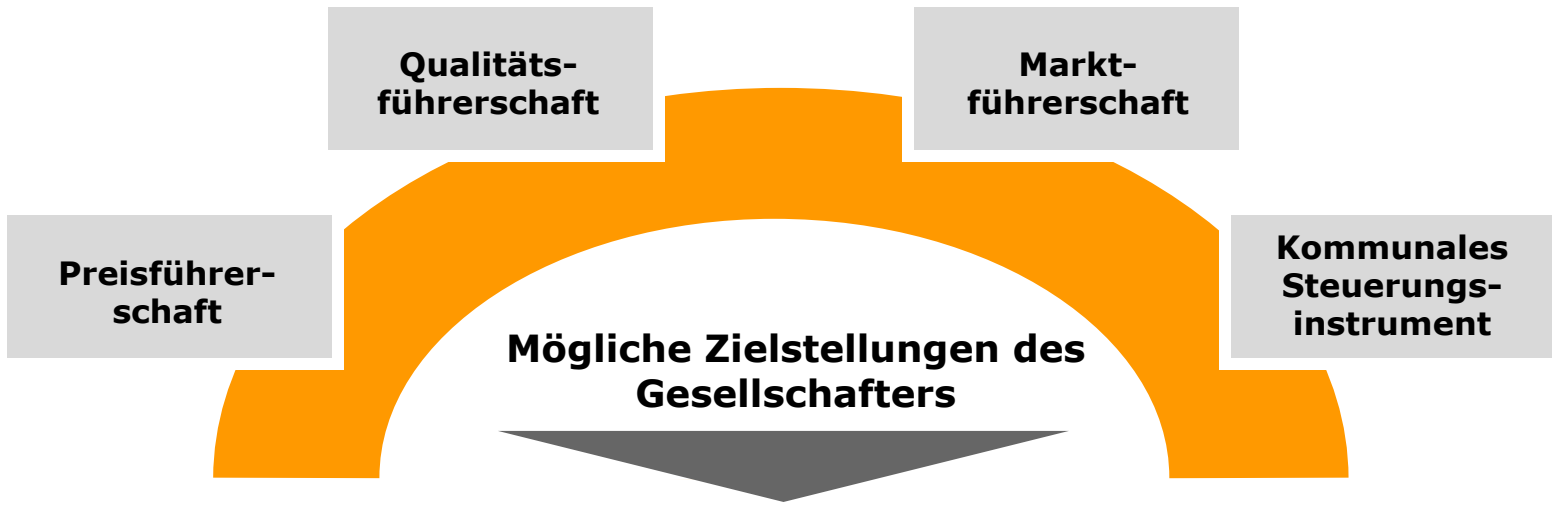 Qualitäts-
führerschaft
Markt-
führerschaft
Preisführer-
schaft
Kommunales
Steuerungs-
instrument
Mögliche Zielstellungen des
Gesellschafters